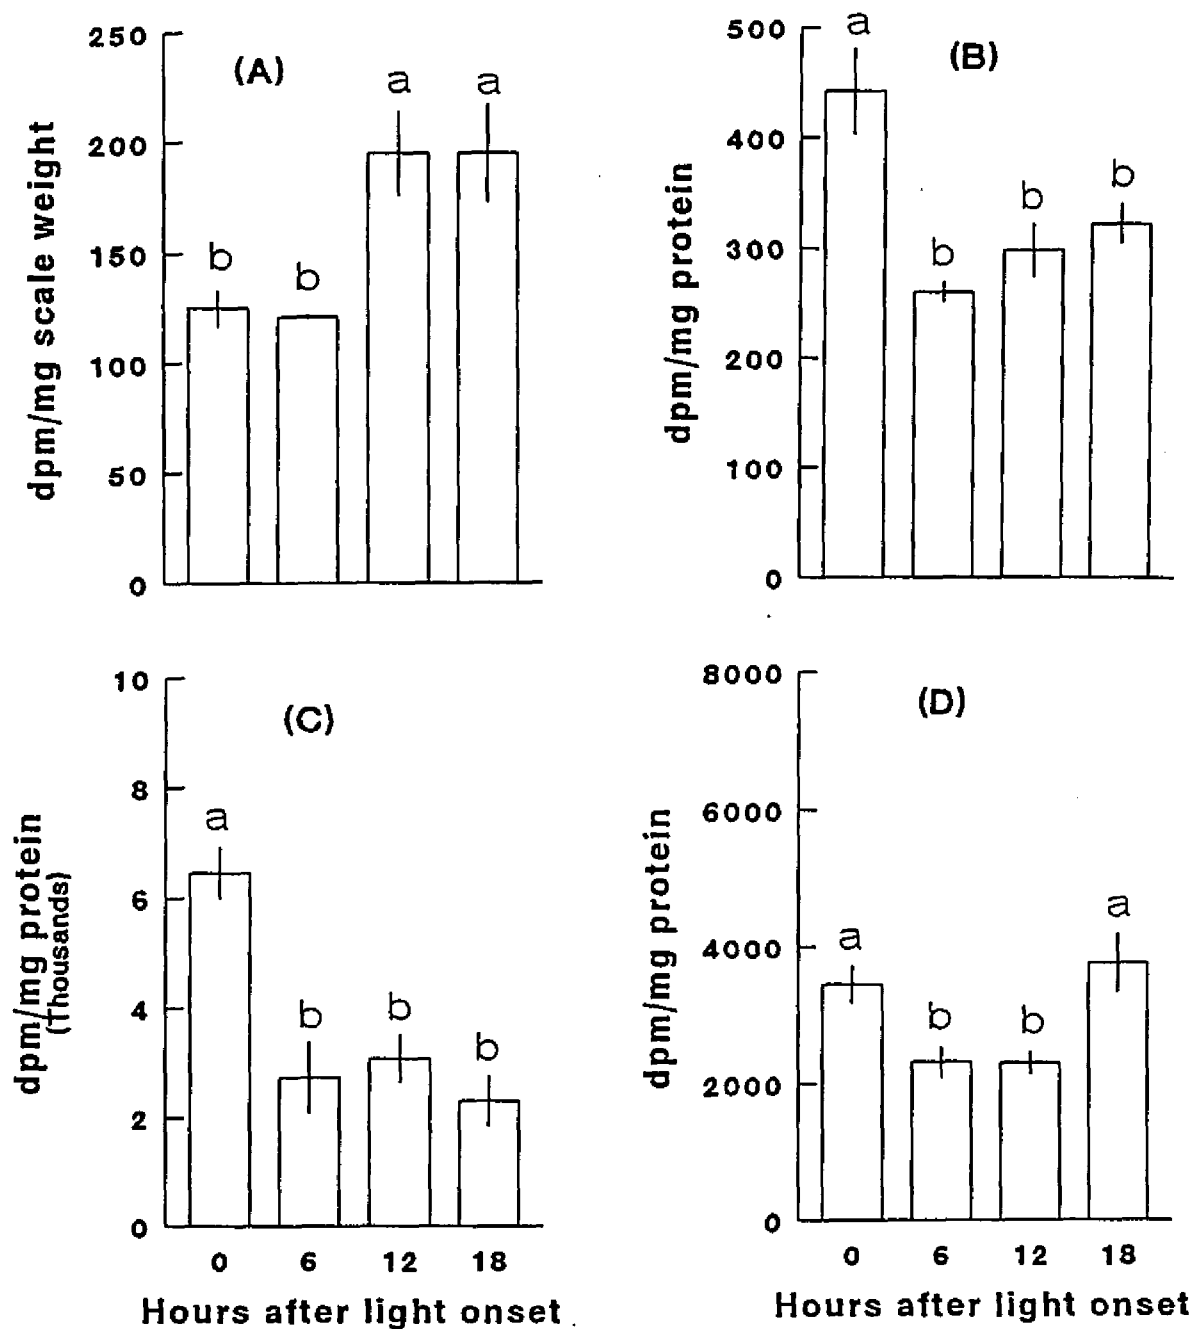 (A)
dpm/mg scale weight
250
200
150
100
50
0
b
b
a
a
(B)
dpm/mg protein
500
400
300
200
100
0
a
b
b
b
(C)
dpm/mg protein
(Thousands)
10
8
6
4
2
0
a
b
b
b
0 6 12 18
Hours after light onset
(D)
dpm/mg protein
8000
6000
4000
2000
0
a
b
b
a
0 6 12 18
Hours after light onset